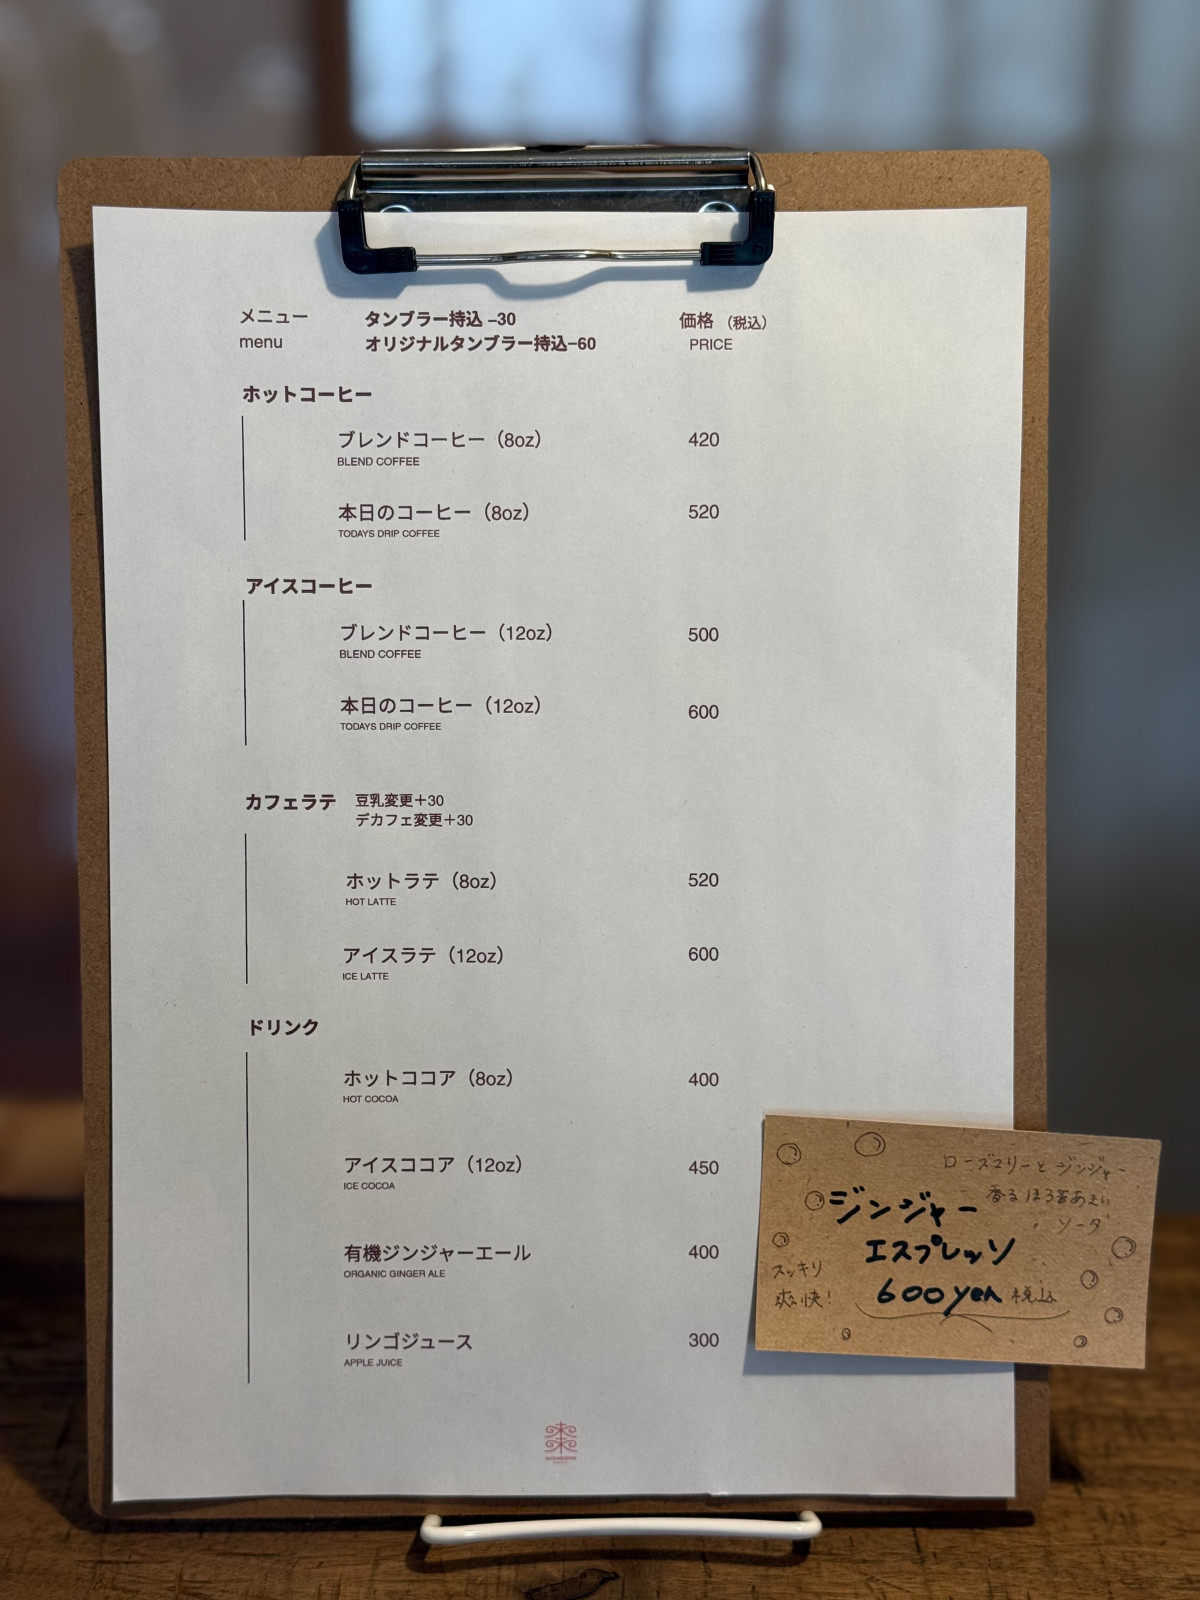 メニュー
menu
タンブラー持込 −30
オリジナルタンブラー持込−60
価格 （税込）
PRICE
ホットコーヒー
ブレンドコーヒー（8oz） 420
BLEND COFFEE
本日のコーヒー（8oz） 520
TODAYS DRIP COFFEE
アイスコーヒー
ブレンドコーヒー（12oz） 500
BLEND COFFEE
本日のコーヒー（12oz） 600
TODAYS DRIP COFFEE
カフェラテ 豆乳変更＋30
デカフェ変更＋30
ホットラテ（8oz） 520
HOT LATTE
アイスラテ（12oz） 600
ICE LATTE
ドリンク
ホットココア（8oz） 400
HOT COCOA
アイスココア（12oz） 450
ICE COCOA
有機ジンジャーエール 400
ORGANIC GINGER ALE
リンゴジュース 300
APPLE JUICE
ローズマリーとジンジャー
香るほろ苦あまい
ソーダ
ジンジャー
エスプレッソ
600yen 税込
スッキリ
爽快！